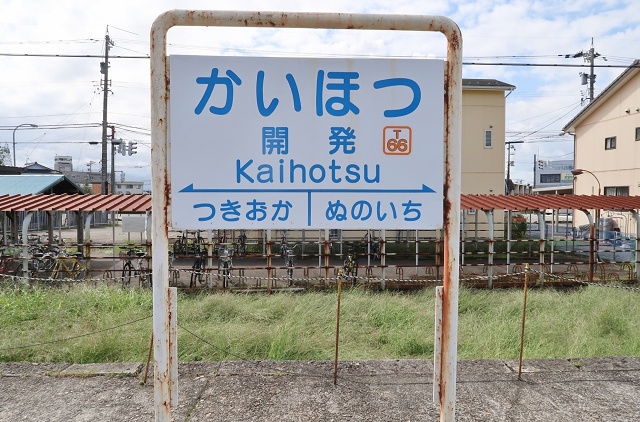 かいほつ
開発
T
66
Kaihotsu
つきおか ぬのいち